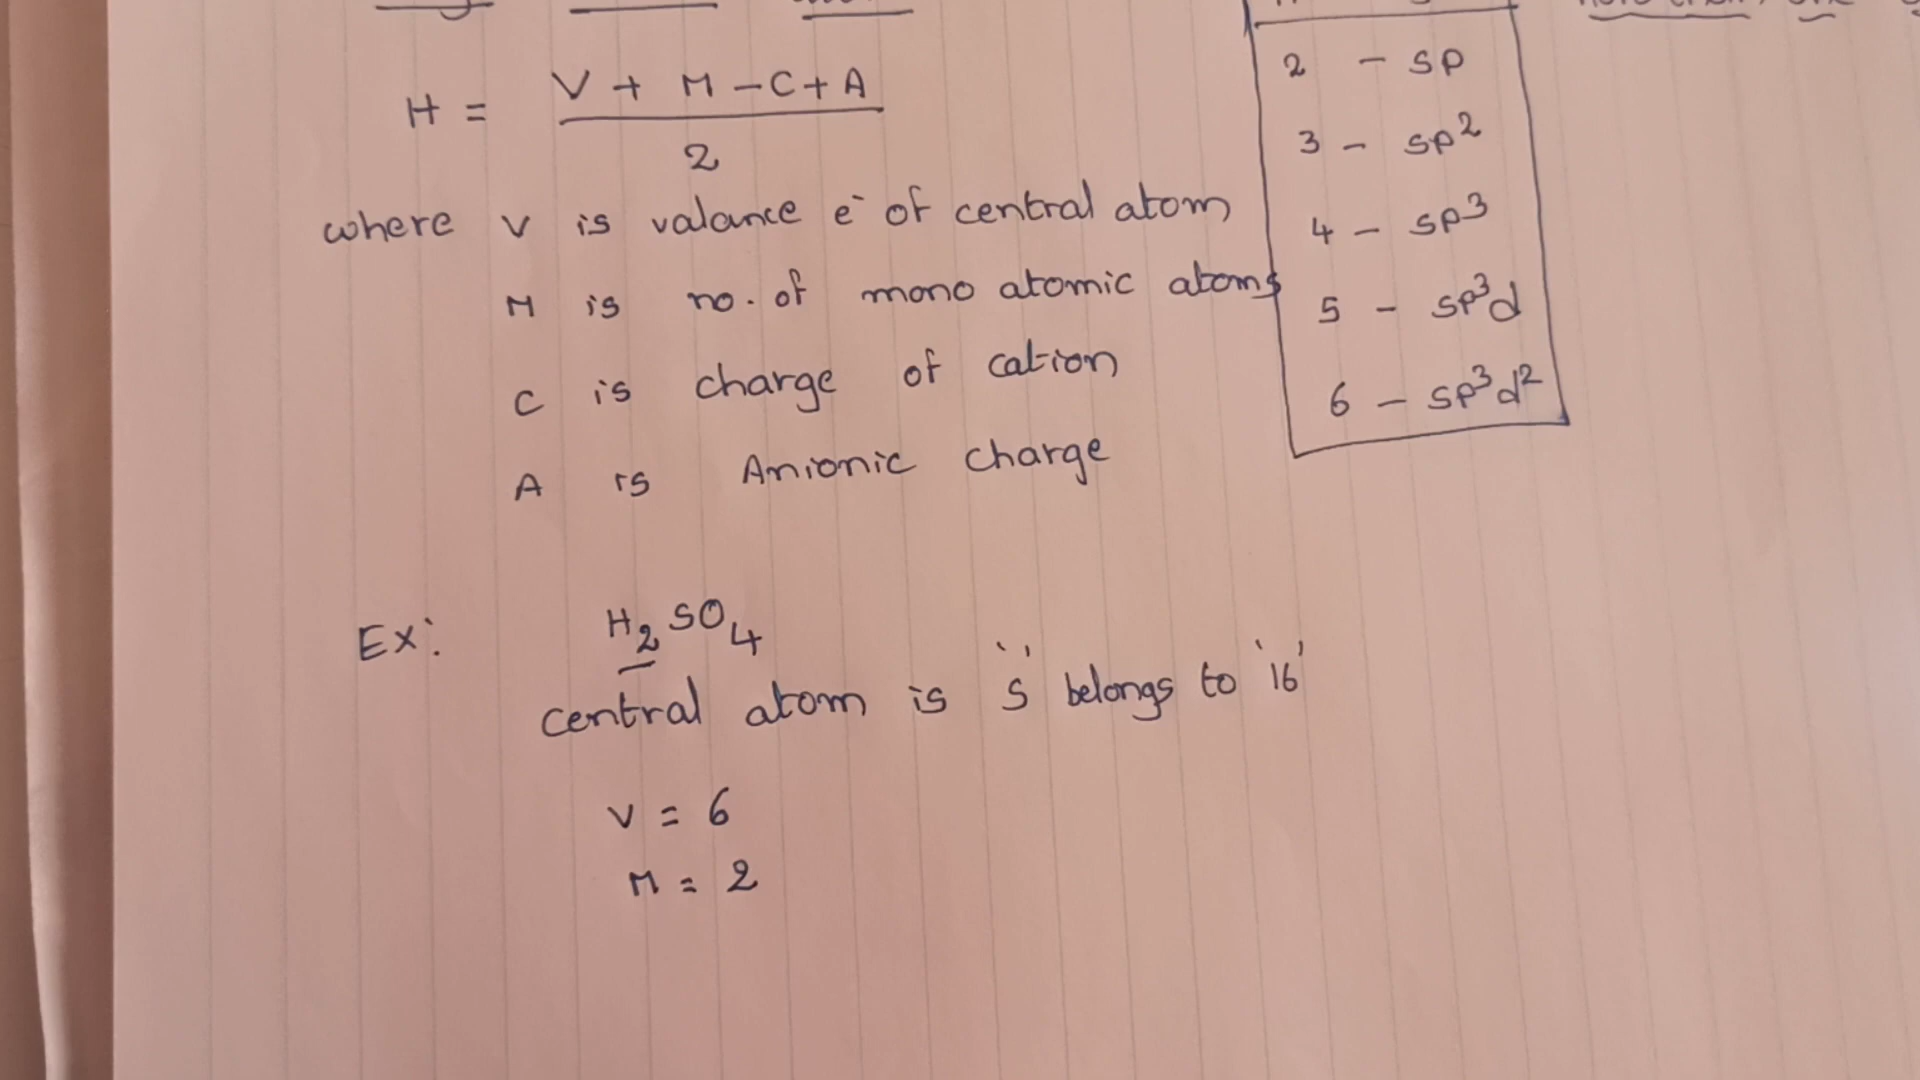 H = V + M - C + A
2
where V is valance e⁻ of central atom
M is no. of mono atomic atoms
C is charge of cation
A is Anionic charge
2 - sp
3 - sp²
4 - sp³
5 - sp³d
6 - sp³d²
Ex: H₂SO₄
central atom is 'S' belongs to '16'
V = 6
M = 2